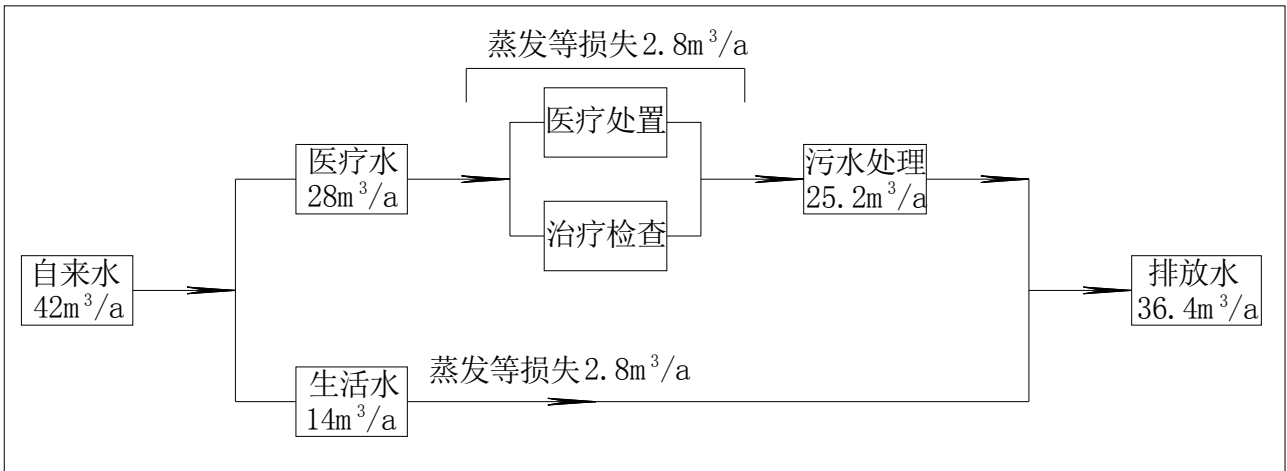 蒸发等损失2.8m³/a
医疗处置
医疗水
28m³/a
污水处理
25.2m³/a
治疗检查
自来水
42m³/a
排放水
36.4m³/a
生活水
14m³/a
蒸发等损失2.8m³/a